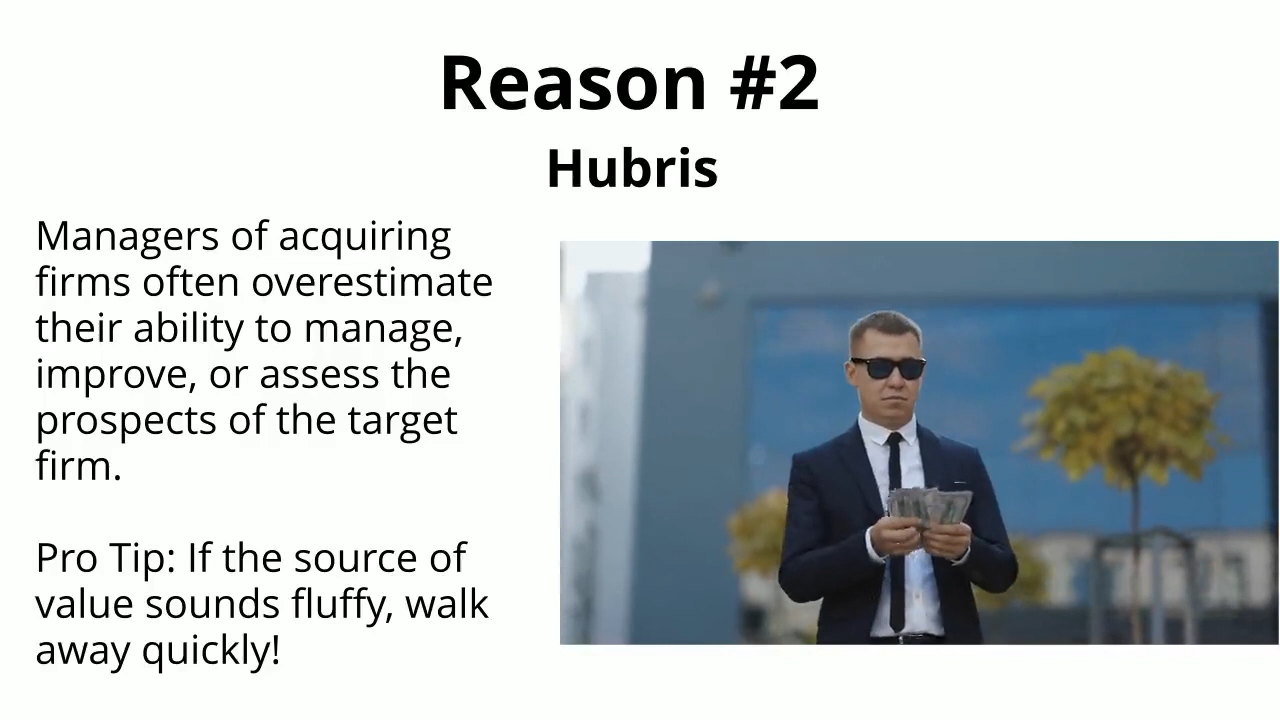 Reason #2
Hubris
Managers of acquiring
firms often overestimate
their ability to manage,
improve, or assess the
prospects of the target
firm.
Pro Tip: If the source of
value sounds fluffy, walk
away quickly!